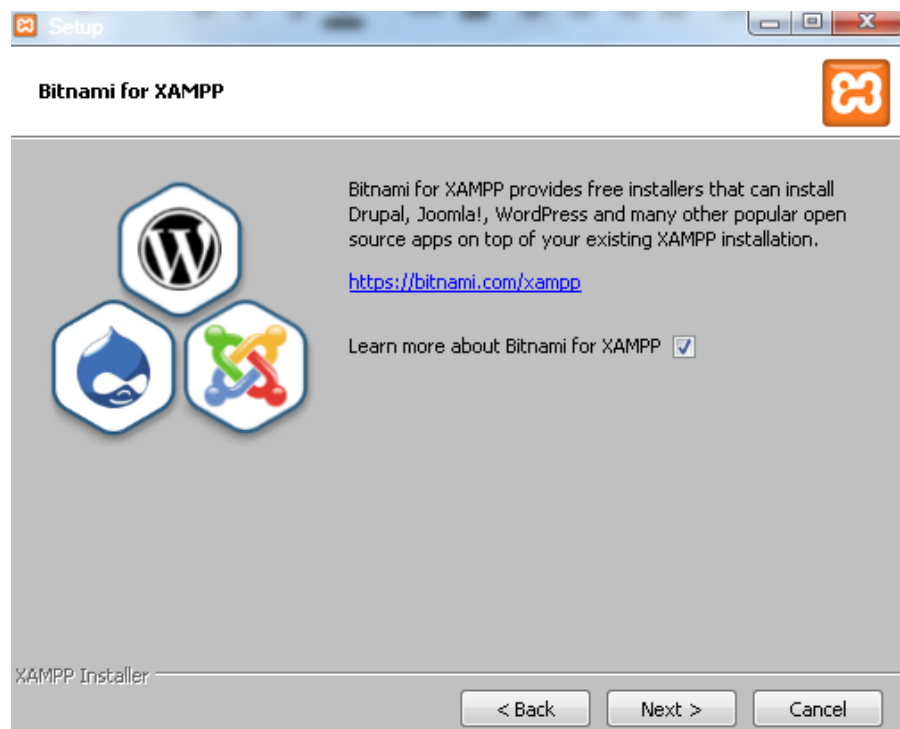 Setup
Bitnami for XAMPP
Bitnami for XAMPP provides free installers that can install
Drupal, Joomla!, WordPress and many other popular open
source apps on top of your existing XAMPP installation.
https://bitnami.com/xampp
Learn more about Bitnami for XAMPP
XAMPP Installer
< Back
Next >
Cancel